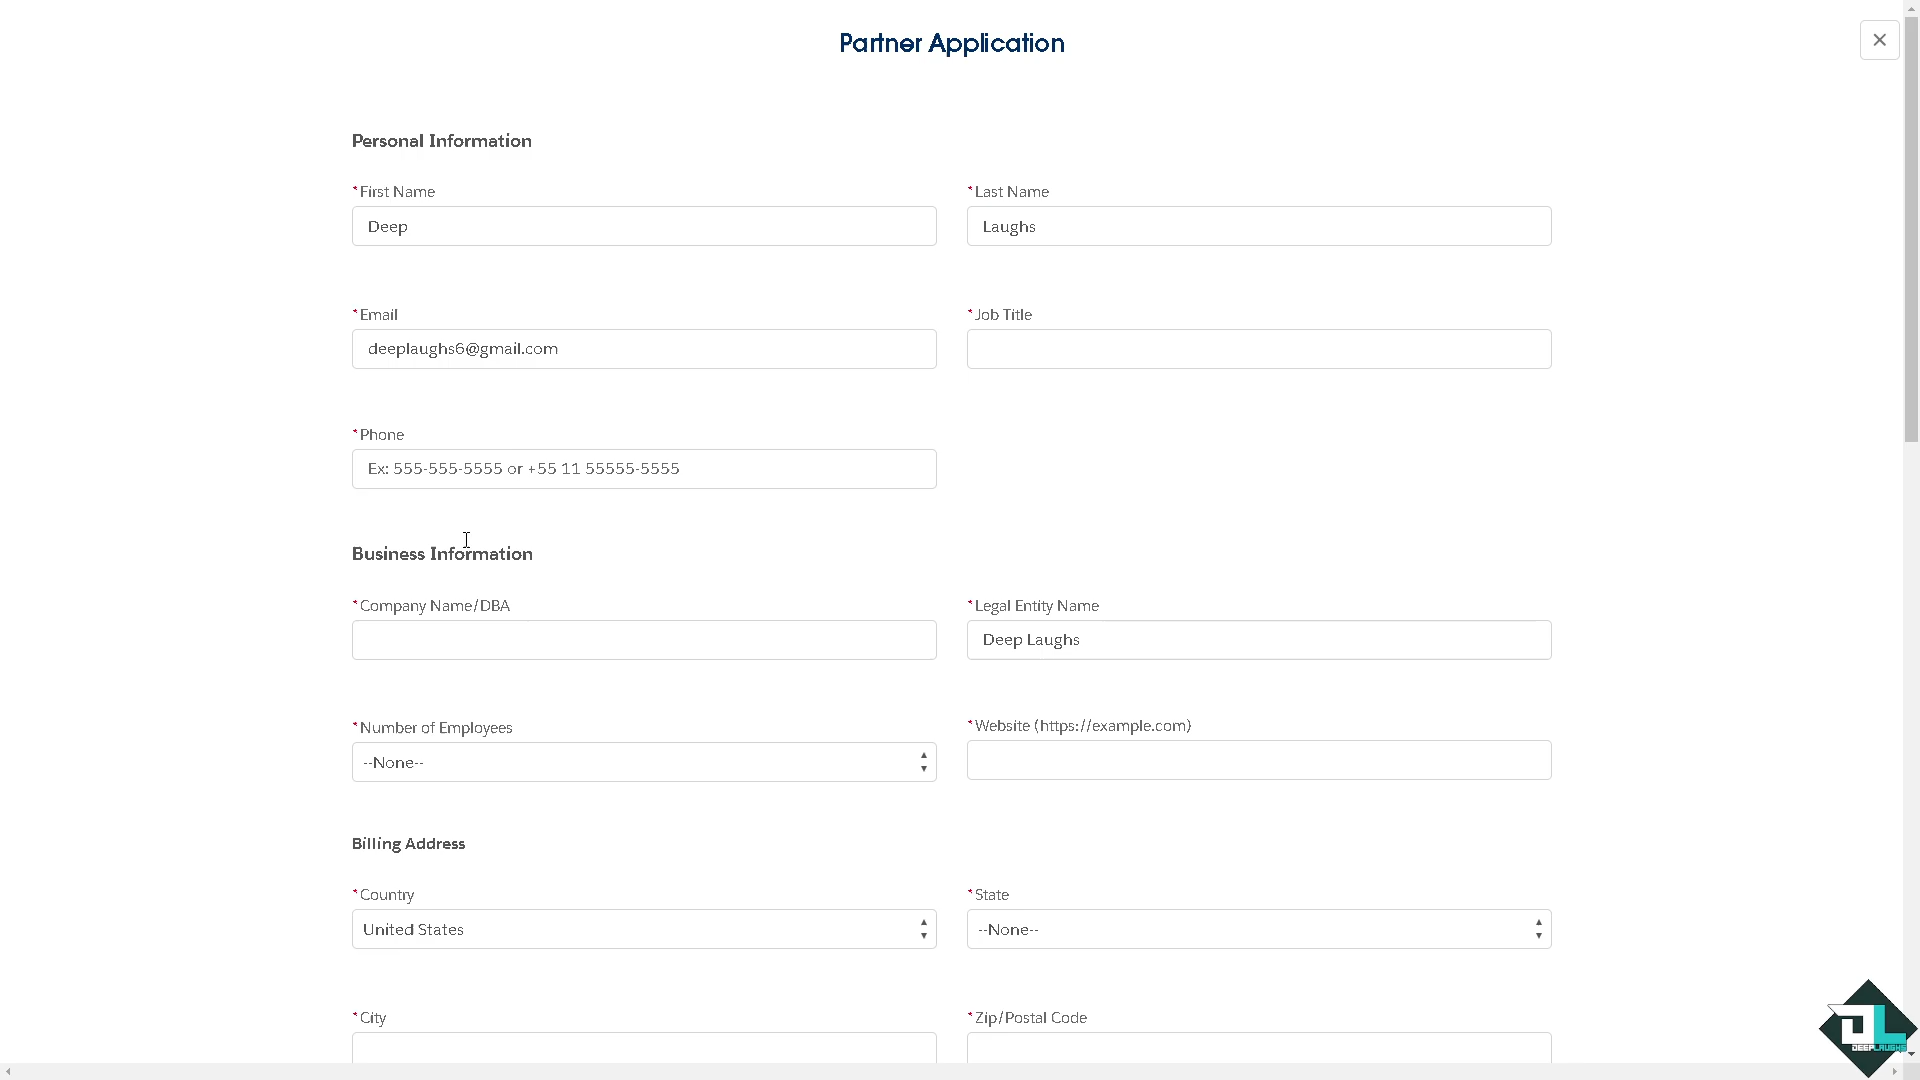 Partner Application
Personal Information
*First Name
Deep
*Last Name
Laughs
*Email
deeplaughs6@gmail.com
*Job Title
*Phone
Ex: 555-555-5555 or +55 11 55555-5555
Business Information
*Company Name/DBA
*Legal Entity Name
Deep Laughs
*Number of Employees
--None--
*Website (https://example.com)
Billing Address
*Country
United States
*State
--None--
*City
*Zip/Postal Code
DL
DEEPLAUGHS